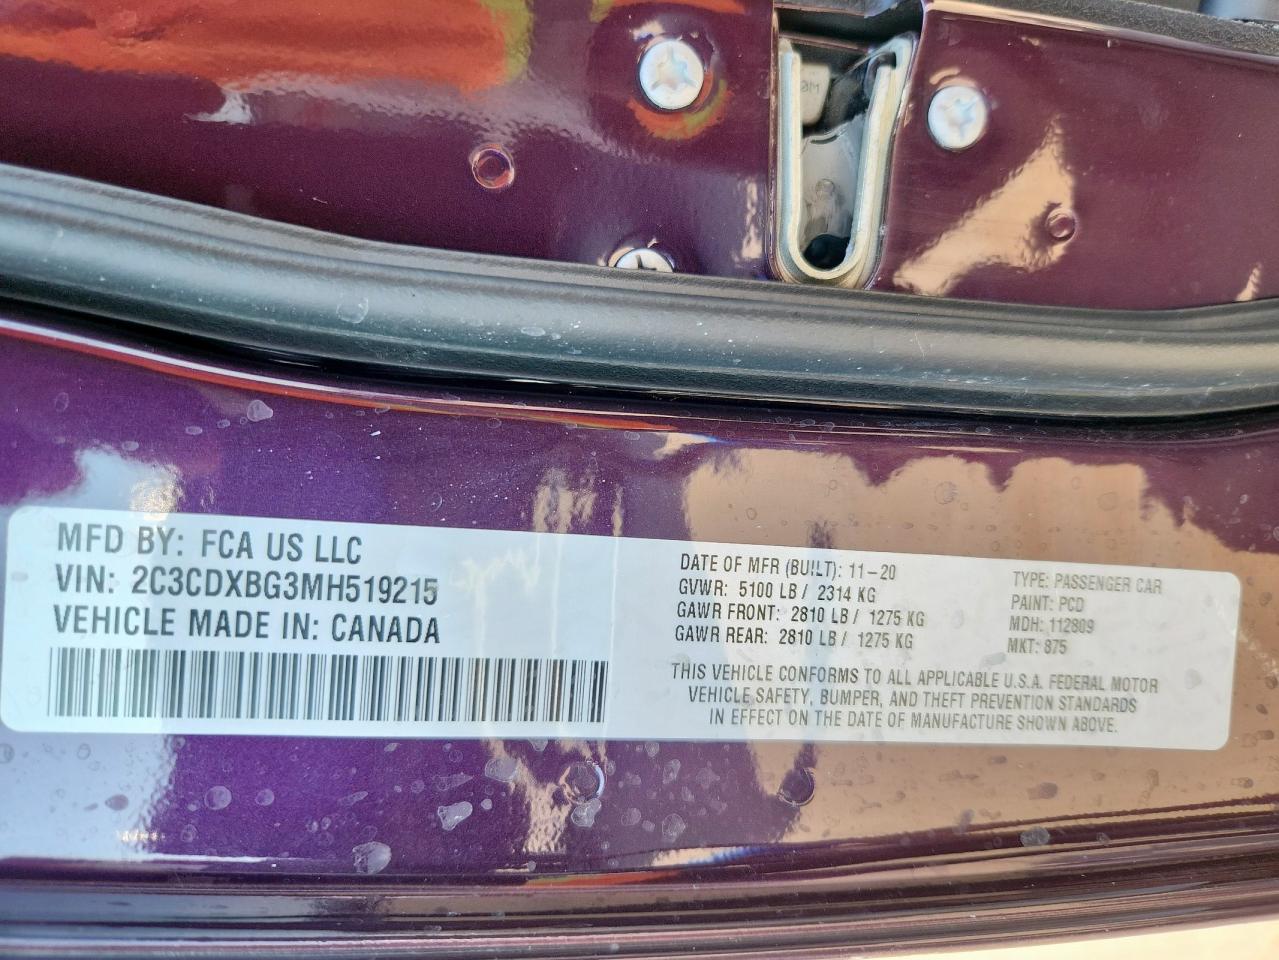 MFD BY: FCA US LLC
VIN: 2C3CDXBG3MH519215
VEHICLE MADE IN: CANADA
DATE OF MFR (BUILT): 11-20
GVWR: 5100 LB / 2314 KG
GAWR FRONT: 2810 LB / 1275 KG
GAWR REAR: 2810 LB / 1275 KG
TYPE: PASSENGER CAR
PAINT: PCD
MDH: 112809
MKT: 875
THIS VEHICLE CONFORMS TO ALL APPLICABLE U.S.A. FEDERAL MOTOR
VEHICLE SAFETY, BUMPER, AND THEFT PREVENTION STANDARDS
IN EFFECT ON THE DATE OF MANUFACTURE SHOWN ABOVE.